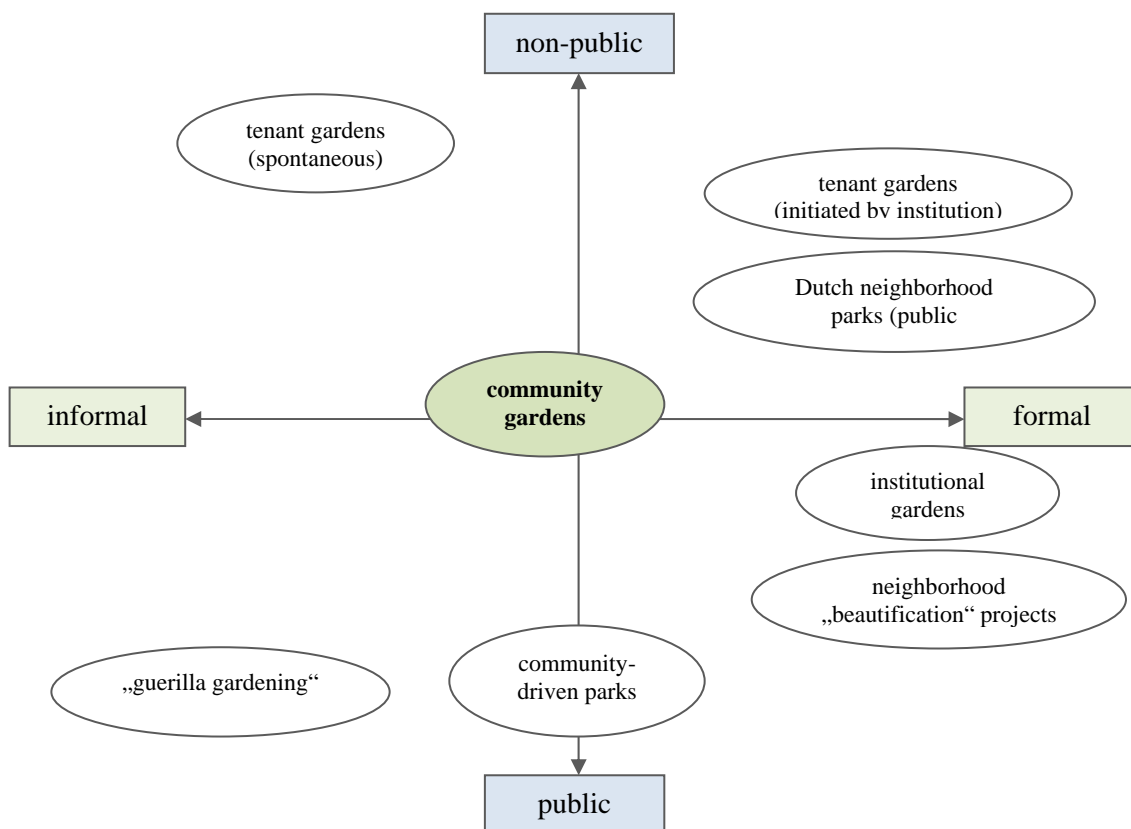 non-public
tenant gardens
(spontaneous)
tenant gardens
(initiated by institution)
Dutch neighborhood
parks (public
community
gardens
informal
formal
institutional
gardens
neighborhood
„beautification“ projects
community-
driven parks
„guerilla gardening“
public